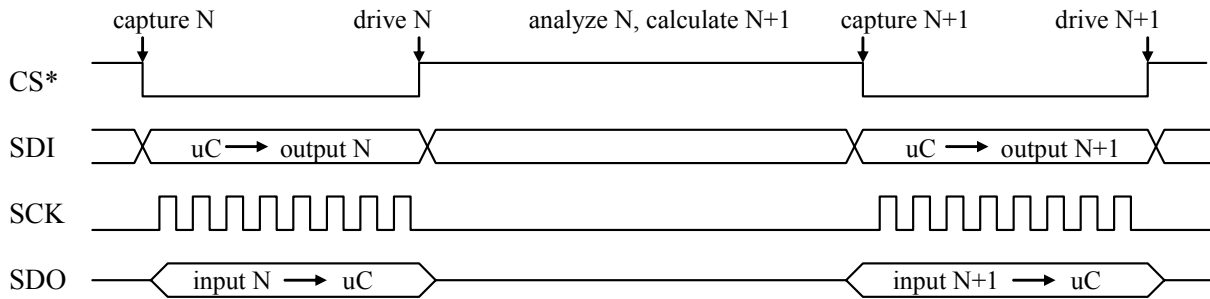 capture N drive N analyze N, calculate N+1 capture N+1 drive N+1
CS*
SDI uC → output N uC → output N+1
SCK
SDO input N → uC input N+1 → uC